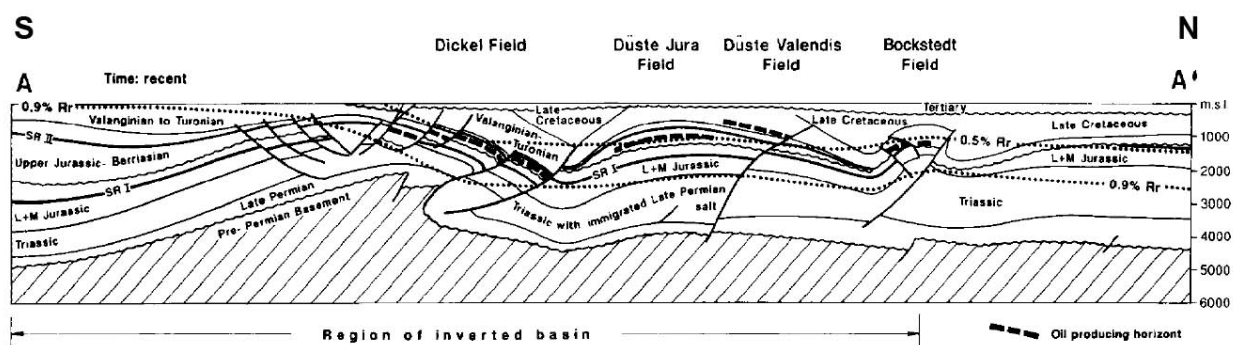 S
N
Dickel Field
Düste Jura
Field
Düste Valendis
Field
Bockstedt
Field
A
A'
Time: recent
0.9% Rr
Valanginian to Turonian
SR II
Upper Jurassic- Berriasian
SR I
L+M Jurassic
Triassic
Late Permian
Pre-Permian Basement
Valanginian-
Turonian
Late
Cretaceous
SR I
L+M Jurassic
Triassic with immigrated Late Permian
salt
Late Cretaceous
Tertiary
Late Cretaceous
0.5% Rr
L+M Jurassic
0.9% Rr
Triassic
m.s.l
1000
2000
3000
4000
5000
6000
Region of inverted basin
Oil producing horizont